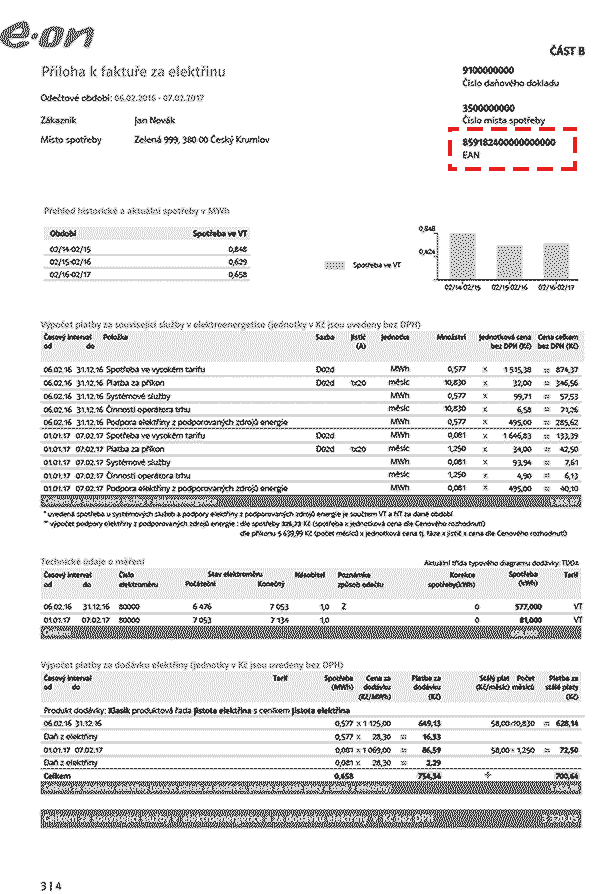 e·on
ČÁST B
Příloha k faktuře za elektřinu
Odečtové období: 06.02.2016 - 07.02.2017
Zákazník Jan Novák
Místo spotřeby Zelená 999, 380 00 Český Krumlov
9100000000
Číslo daňového dokladu
3500000000
Číslo místa spotřeby
859182400000000000
EAN
Přehled historické a aktuální spotřeby v MWh
Období Spotřeba ve VT
02/14-02/15 0,848
02/15-02/16 0,629
02/16-02/17 0,658
Spotřeba ve VT
0,848
0,424
02/14-02/15 02/15-02/16 02/16-02/17
Výpočet platby za související služby v elektroenergetice (jednotky v Kč jsou uvedeny bez DPH)
Časový interval Položka Sazba Jistič Jednotka Množství Jednotková cena Cena celkem
od do (A) bez DPH (Kč) bez DPH (Kč)
06.02.16 31.12.16 Spotřeba ve vysokém tarifu D02d MWh 0,577 x 1 515,38 = 874,37
06.02.16 31.12.16 Platba za příkon D02d 1x20 měsíc 10,830 x 32,00 = 346,56
06.02.16 31.12.16 Systémové služby MWh 0,577 x 99,71 = 57,53
06.02.16 31.12.16 Činnosti operátora trhu měsíc 10,830 x 6,58 = 71,26
06.02.16 31.12.16 Podpora elektřiny z podporovaných zdrojů energie MWh 0,577 x 495,00 = 285,62
01.01.17 07.02.17 Spotřeba ve vysokém tarifu D02d MWh 0,081 x 1 646,83 = 133,39
01.01.17 07.02.17 Platba za příkon D02d 1x20 měsíc 1,250 x 34,00 = 42,50
01.01.17 07.02.17 Systémové služby MWh 0,081 x 93,94 = 7,61
01.01.17 07.02.17 Činnosti operátora trhu měsíc 1,250 x 4,90 = 6,13
01.01.17 07.02.17 Podpora elektřiny z podporovaných zdrojů energie MWh 0,081 x 495,00 = 40,10
* uvedená spotřeba u systémových služeb a podpory elektřiny z podporovaných zdrojů energie je součtem VT a NT za dané období
** výpočet podpory elektřiny z podporovaných zdrojů energie : dle spotřeby Kč (spotřeba x jednotková cena dle Cenového rozhodnutí)
dle příkonu Kč (počet měsíců x jednotková cena tj. fáze x jistič x cena dle Cenového rozhodnutí)
Technické údaje o měření Aktuální třída typového diagramu dodávky: TDD4
Časový interval Číslo Stav elektroměru Násobitel Poznámka Korekce Spotřeba Tarif
od do elektroměru Počáteční Konečný způsob odečtu spotřeby(kWh) (kWh)
06.02.16 31.12.16 80000 6 476 7 053 1,0 Z 0 577,000 VT
01.01.17 07.02.17 80000 7 053 7 134 1,0 0 81,000 VT
Celkem
Výpočet platby za dodávku elektřiny (jednotky v Kč jsou uvedeny bez DPH)
Časový interval Tarif Spotřeba Cena za Platba za Stálý plat Počet Platba za
od do (MWh) dodávku dodávku (Kč/měsíc) měsíců stálé platy
(Kč/MWh) (Kč) (Kč)
Produkt dodávky: Klasik produktová řada Jistota elektřina s ceníkem Jistota elektřina
06.02.16 31.12.16 0,577 x 1 125,00 649,13 58,00 x 10,830 = 628,14
Daň z elektřiny 0,577 x 28,30 = 16,33
01.01.17 07.02.17 0,081 x 1 069,00 86,59 58,00 x 1,250 = 72,50
Daň z elektřiny 0,081 x 28,30 = 2,29
Celkem 0,658 754,34 + 700,64
Celkem za související služby v elektroenergetice a za dodávku elektřiny v Kč bez DPH 3 320,05
3 | 4